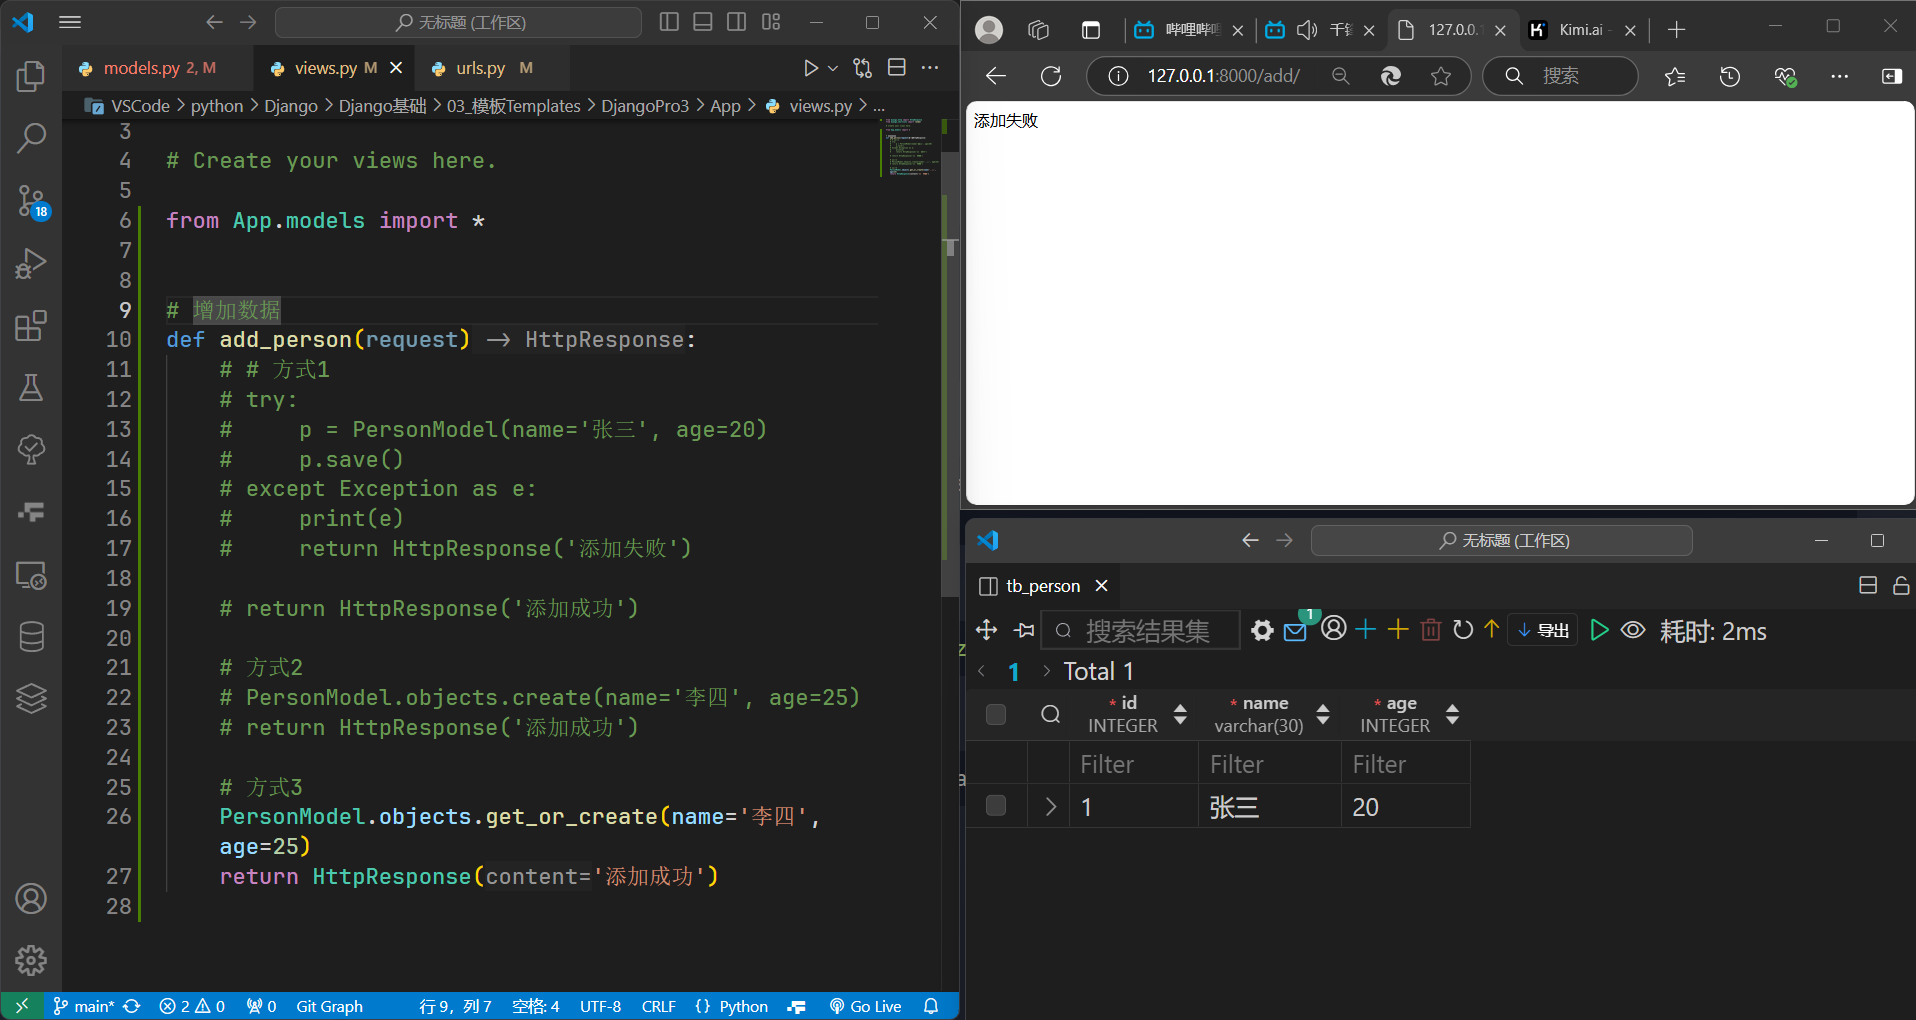 无标题 (工作区)
models.py 2, M
views.py M
urls.py M
VSCode > python > Django > Django基础 > 03_模板Templates > DjangoPro3 > App > views.py > ...
3
4 # Create your views here.
5
6 from App.models import *
7
8
9 # 增加数据
10 def add_person(request) -> HttpResponse:
11 # # 方式1
12 # try:
13 #     p = PersonModel(name='张三', age=20)
14 #     p.save()
15 # except Exception as e:
16 #     print(e)
17 #     return HttpResponse('添加失败')
18
19 # return HttpResponse('添加成功')
20
21 # 方式2
22 # PersonModel.objects.create(name='李四', age=25)
23 # return HttpResponse('添加成功')
24
25 # 方式3
26 PersonModel.objects.get_or_create(name='李四',
age=25)
27 return HttpResponse(content='添加成功')
28
18
main* 2 0 0 Git Graph 行 9, 列 7 空格: 4 UTF-8 CRLF {} Python Go Live
哔哩哔哩
127.0.0.1
Kimi.ai -
127.0.0.1:8000/add/
搜索
添加失败
无标题 (工作区)
tb_person
搜索结果集
1
导出
耗时: 2ms
< 1 > Total 1
* id * name * age
INTEGER varchar(30) INTEGER
Filter Filter Filter
1 张三 20